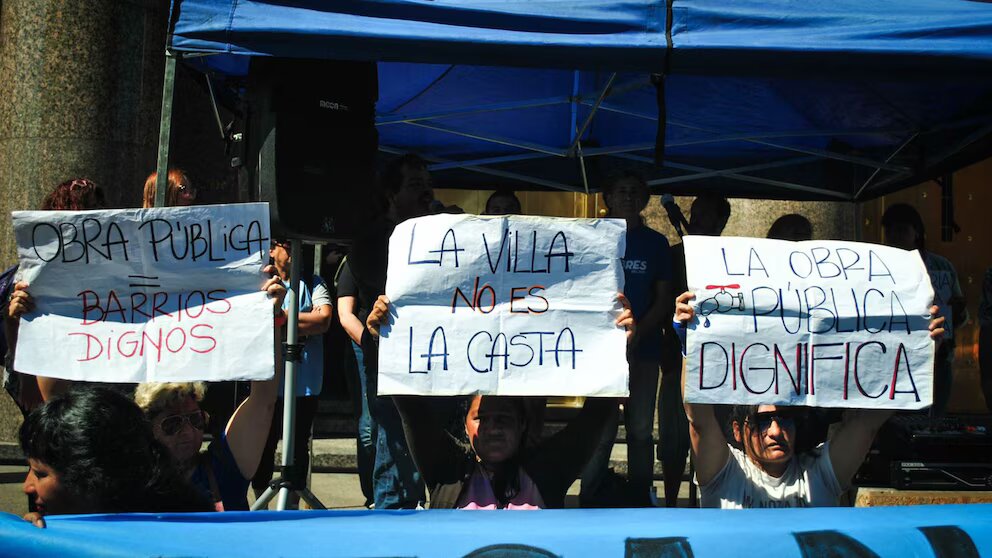 OBRA PÚBLICA
=
BARRIOS
DIGNOS
LA VILLA
NO ES
LA CASTA
LA OBRA
PÚBLICA
DIGNIFICA